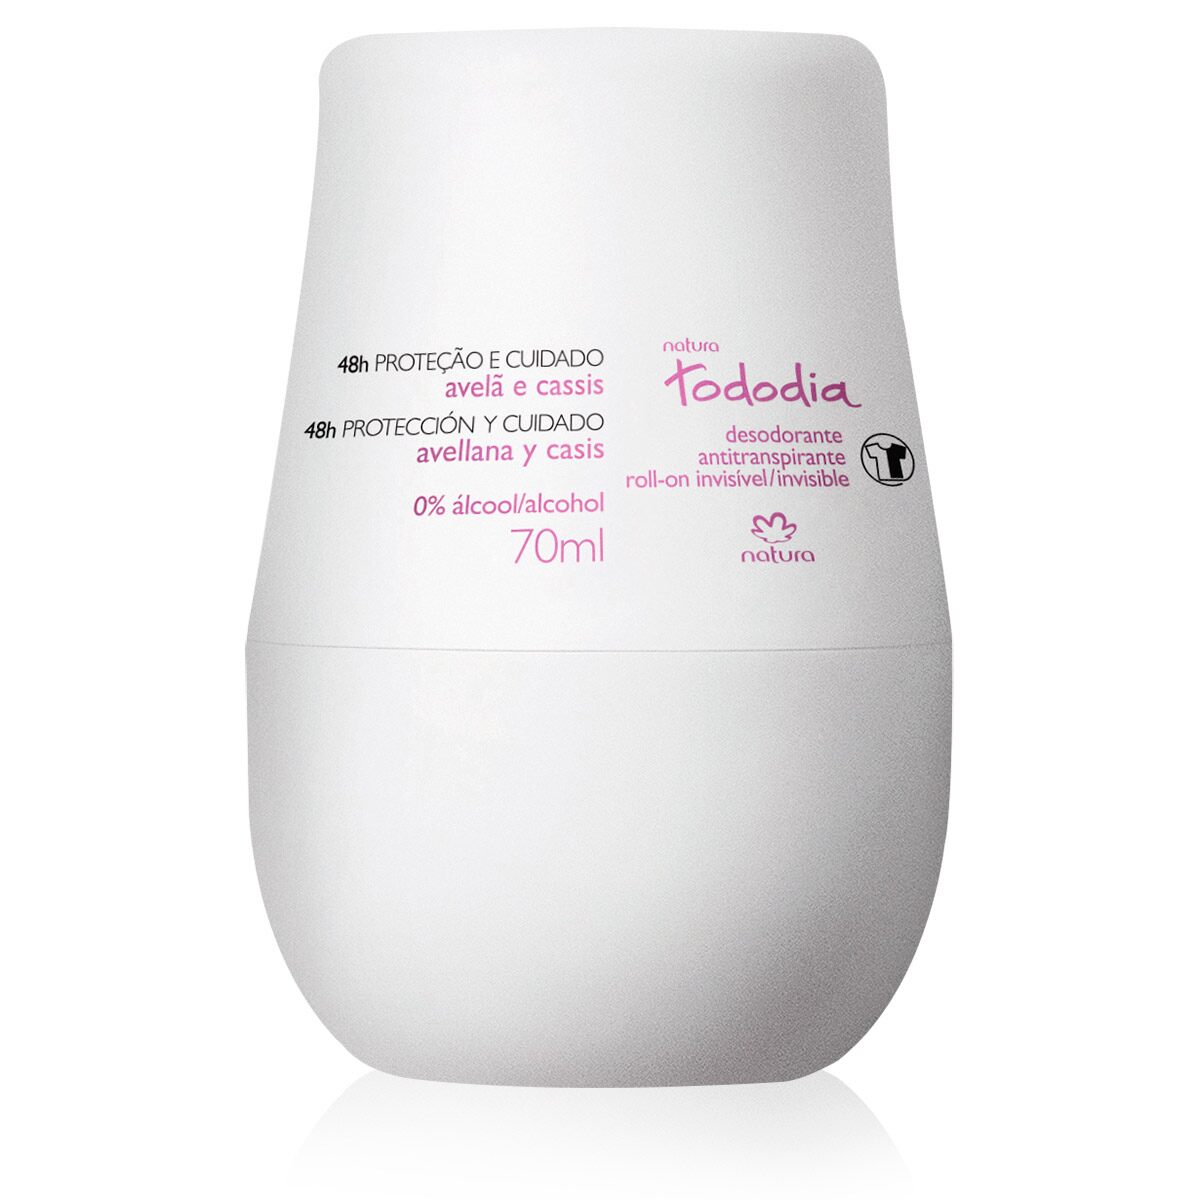 48h PROTEÇÃO E CUIDADO
avelã e cassis
48h PROTECCIÓN Y CUIDADO
avellana y casis
0% álcool/alcohol
70ml
natura
tododia
desodorante
antitranspirante
roll-on invisível/invisible
natura